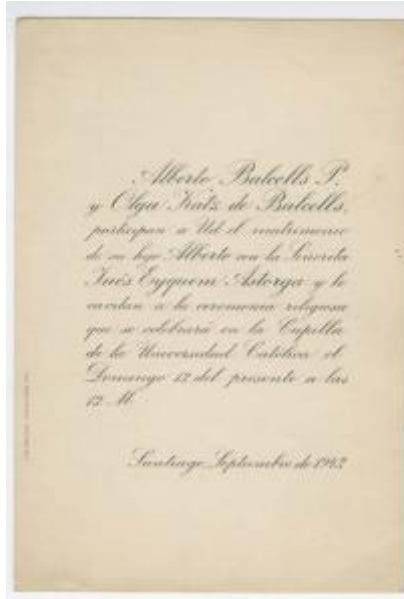 Alberto Balcells P.
y Olga Katz de Balcells,
participan a Ud. el matrimonio
de su hijo Alberto con la Señorita
Inés Eyquem Astorga y le
invitan a la ceremonia religiosa
que se celebrará en la Capilla
de la Universidad Católica el
Domingo 12 del presente a las
12 M.
Santiago, Septiembre de